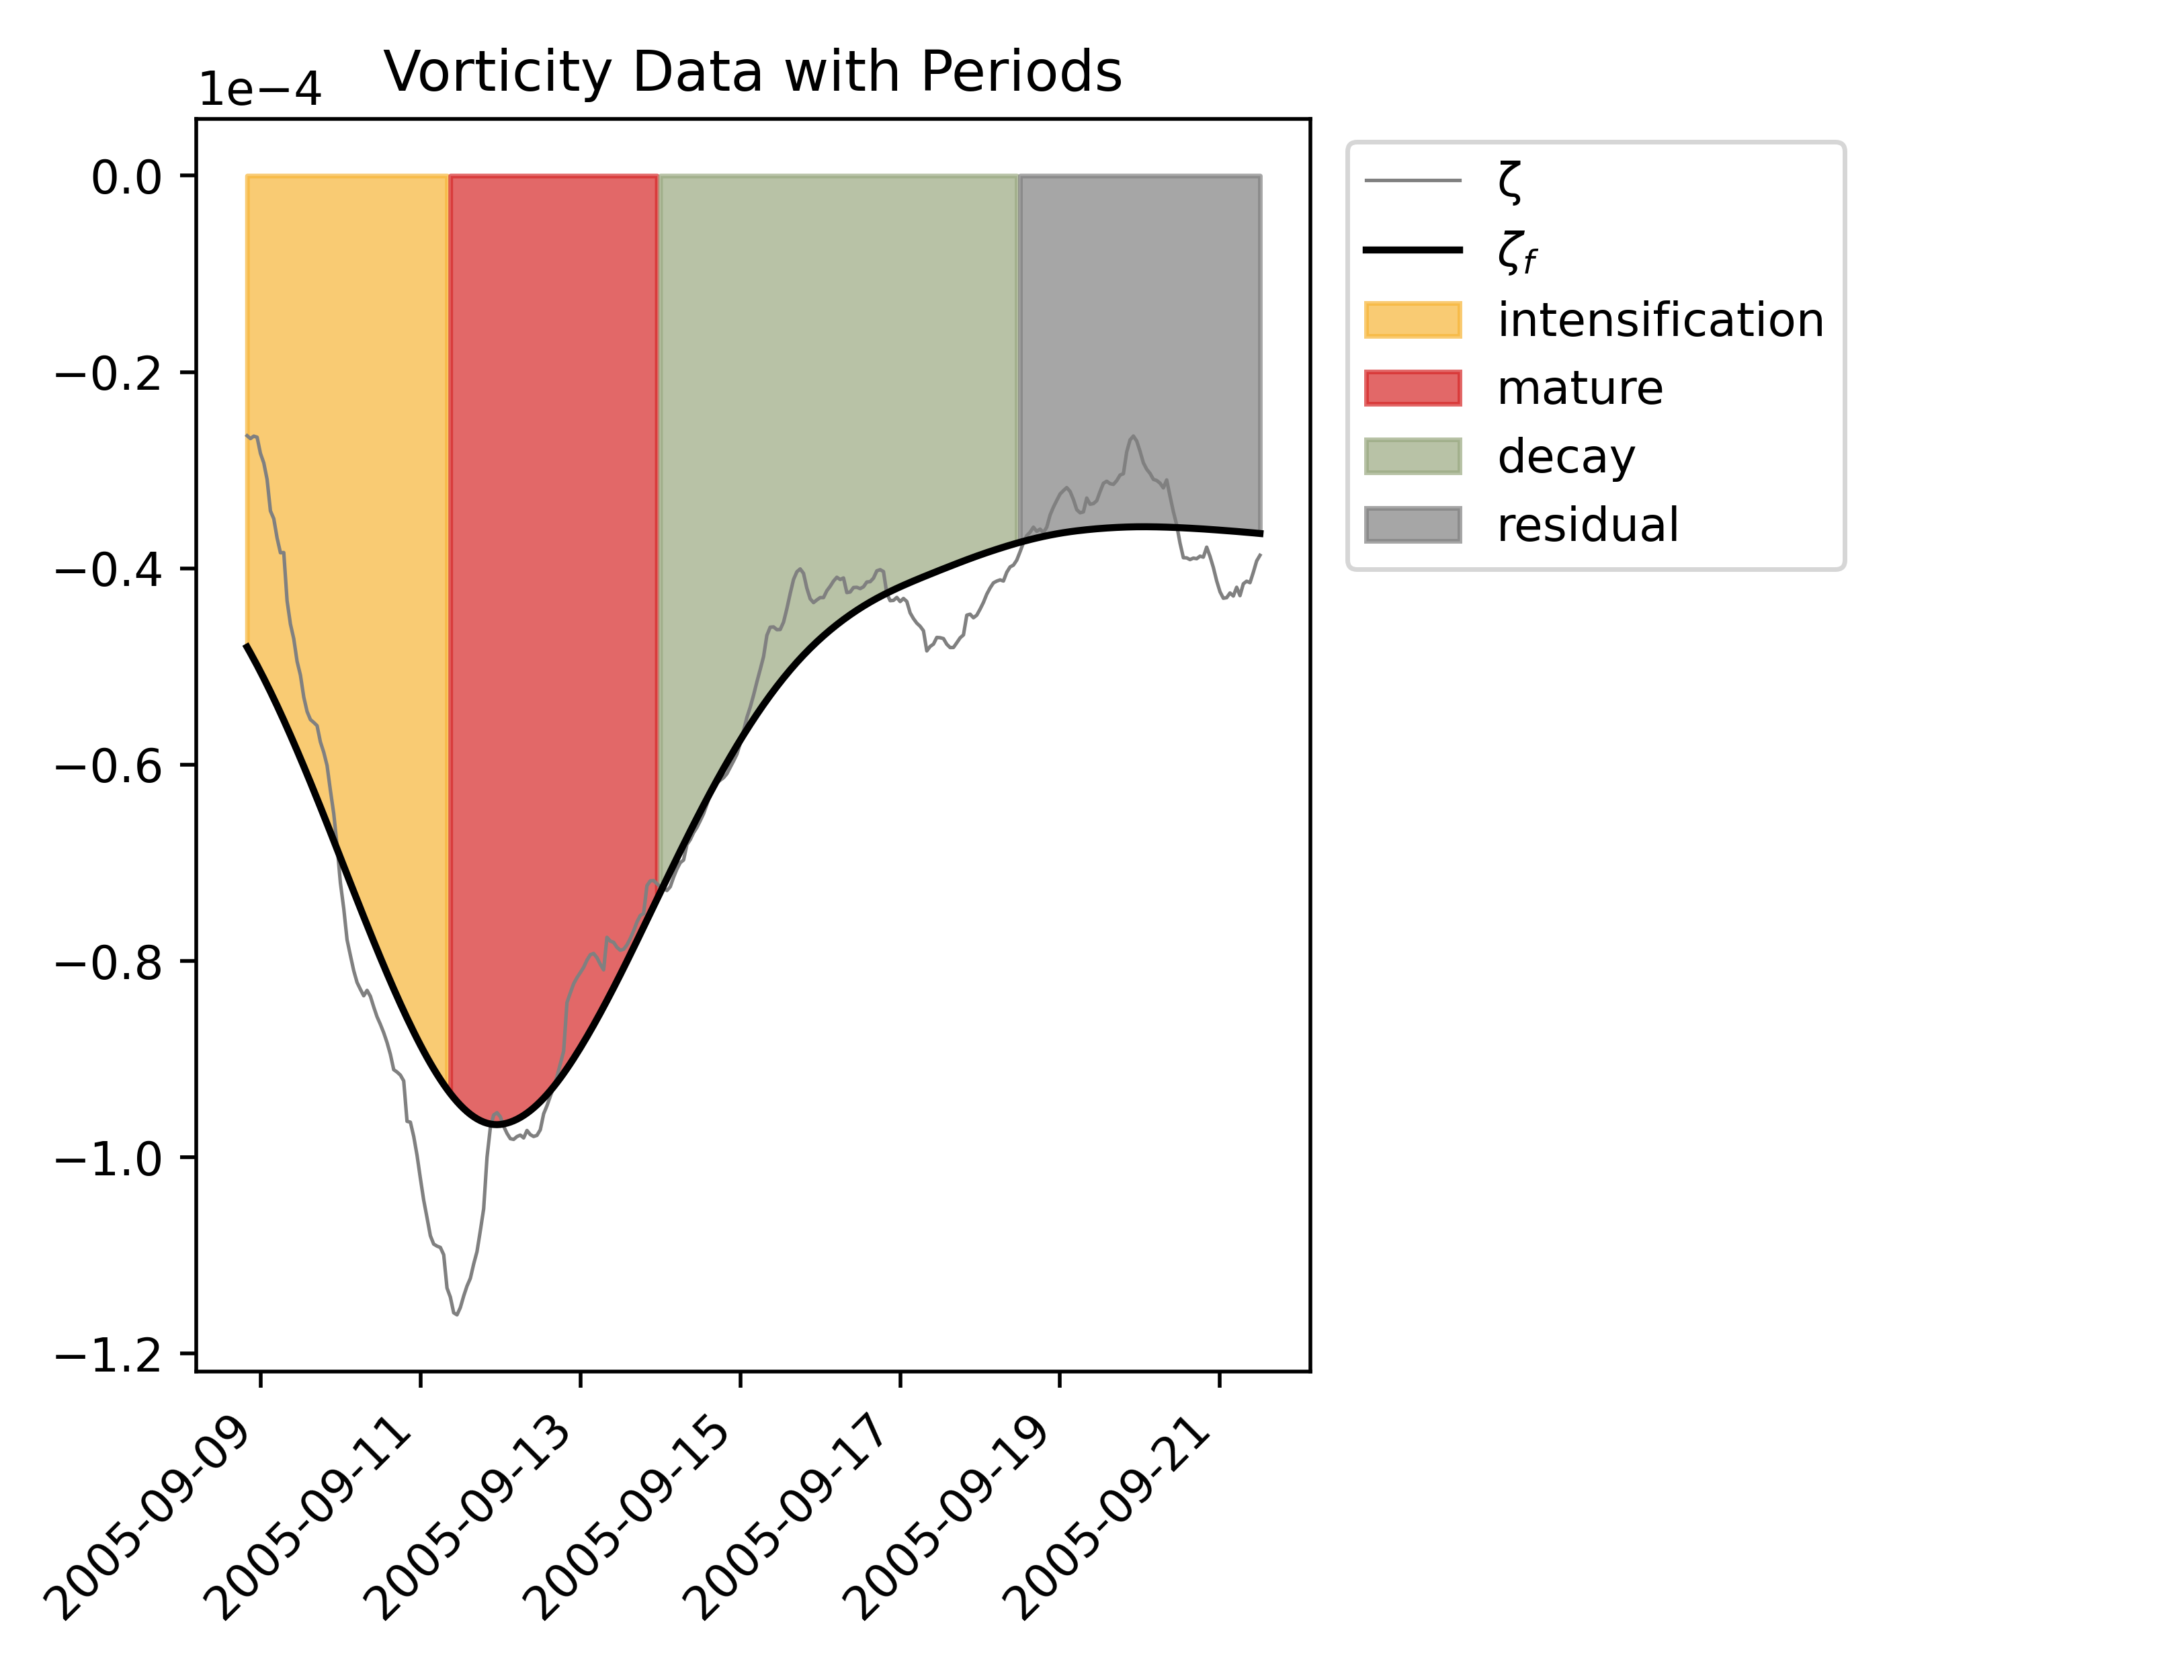 Vorticity Data with Periods
1e−4
0.0
−0.2
−0.4
−0.6
−0.8
−1.0
−1.2
2005-09-09
2005-09-11
2005-09-13
2005-09-15
2005-09-17
2005-09-19
2005-09-21
ζ
ζf
intensification
mature
decay
residual